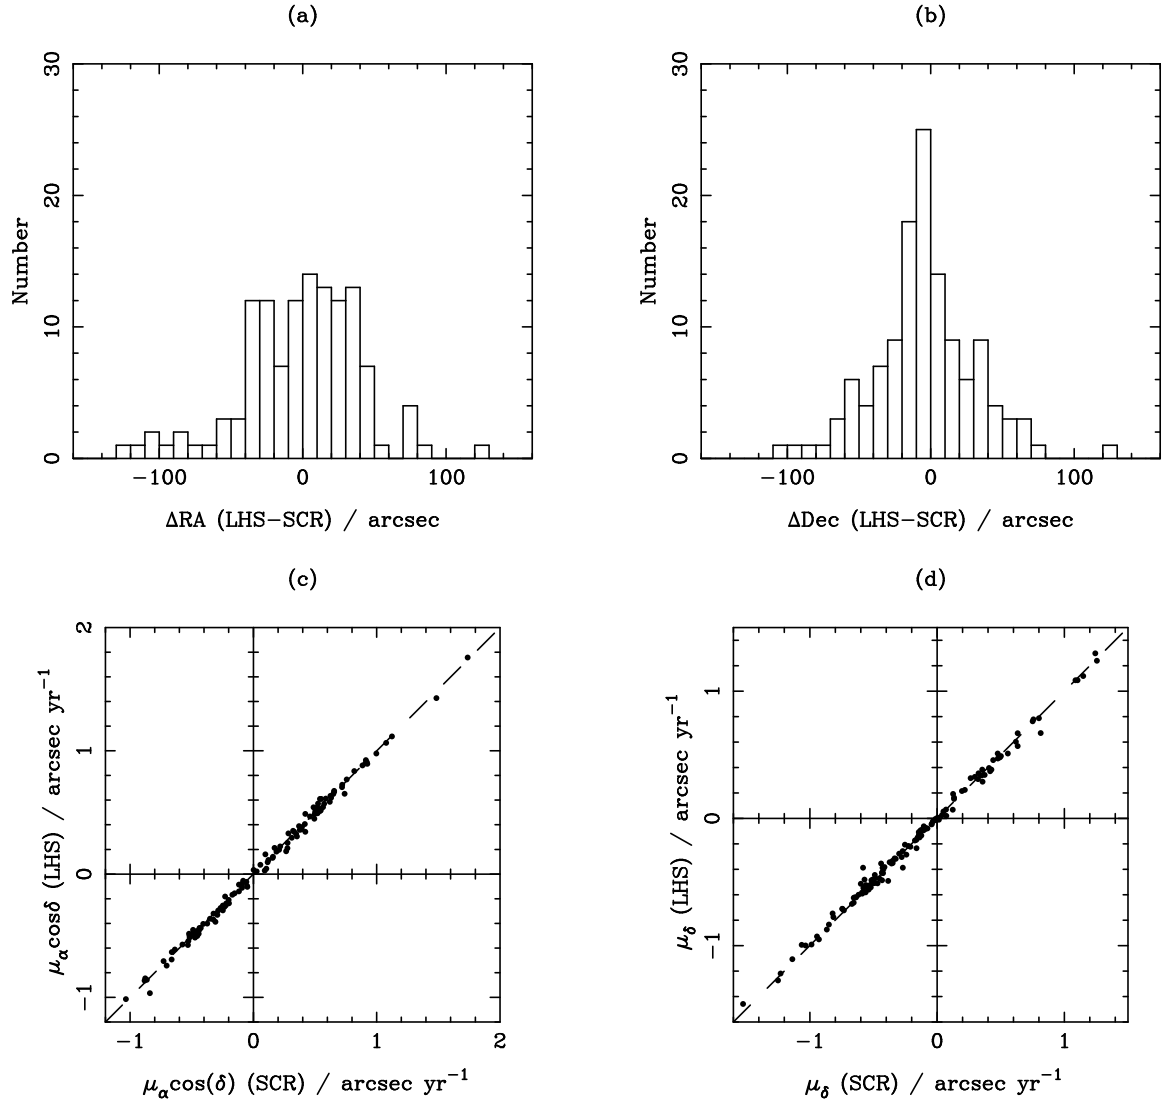 (a)
30
20
10
0
Number
−100 0 100
ΔRA (LHS−SCR) / arcsec
(b)
30
20
10
0
Number
−100 0 100
ΔDec (LHS−SCR) / arcsec
(c)
2
1
0
−1
μ_α cosδ (LHS) / arcsec yr⁻¹
−1 0 1 2
μ_α cos(δ) (SCR) / arcsec yr⁻¹
(d)
1
0
−1
μ_δ (LHS) / arcsec yr⁻¹
−1 0 1
μ_δ (SCR) / arcsec yr⁻¹